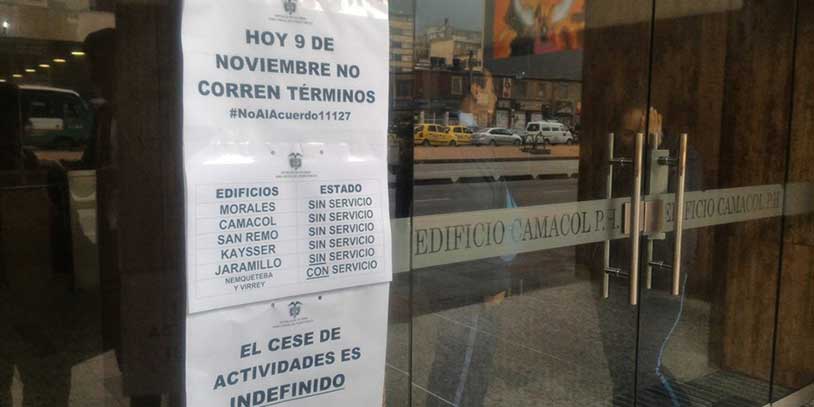 HOY 9 DE
NOVIEMBRE NO
CORREN TÉRMINOS
#NoAlAcuerdo11127
EDIFICIOS ESTADO
MORALES SIN SERVICIO
CAMACOL SIN SERVICIO
SAN REMO SIN SERVICIO
KAYSSER SIN SERVICIO
JARAMILLO SIN SERVICIO
NEMQUETEBA CON SERVICIO
Y VIRREY
EL CESE DE
ACTIVIDADES ES
INDEFINIDO
EDIFICIO CAMACOL P.H.
EDIFICIO CAMACOL P.H